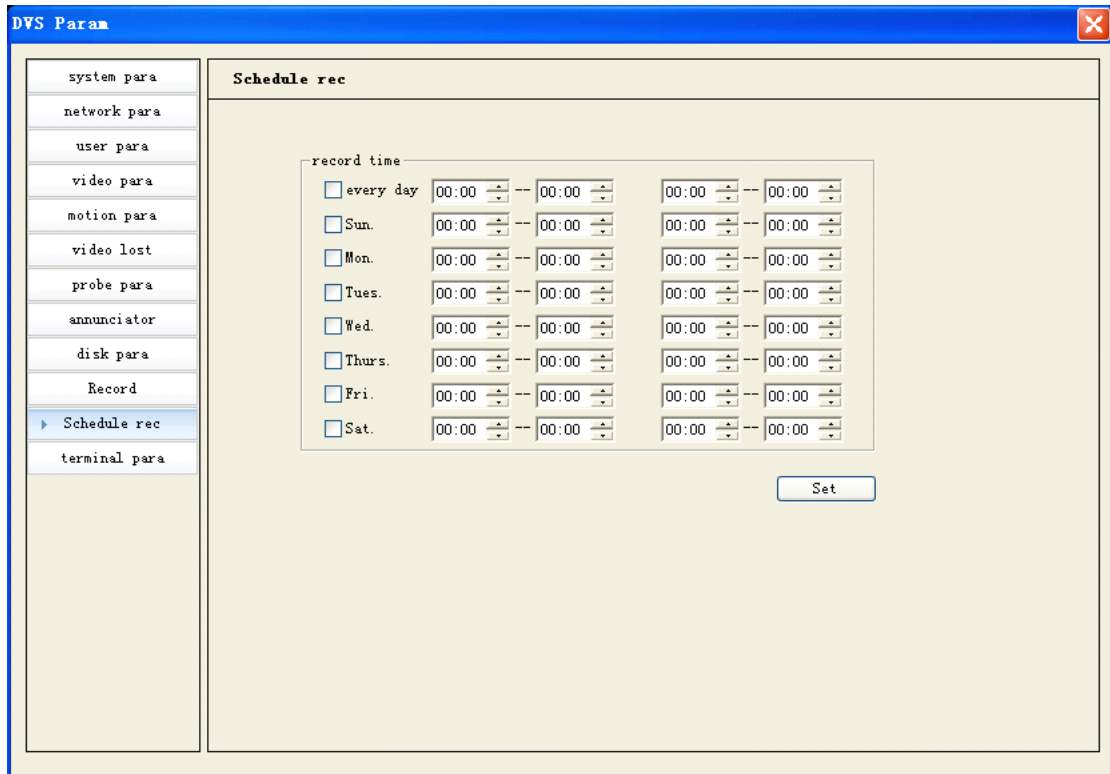 DVS Param
system para
network para
user para
video para
motion para
video lost
probe para
annunciator
disk para
Record
Schedule rec
terminal para
Schedule rec
record time
every day 00:00 -- 00:00 00:00 -- 00:00
Sun. 00:00 -- 00:00 00:00 -- 00:00
Mon. 00:00 -- 00:00 00:00 -- 00:00
Tues. 00:00 -- 00:00 00:00 -- 00:00
Wed. 00:00 -- 00:00 00:00 -- 00:00
Thurs. 00:00 -- 00:00 00:00 -- 00:00
Fri. 00:00 -- 00:00 00:00 -- 00:00
Sat. 00:00 -- 00:00 00:00 -- 00:00
Set